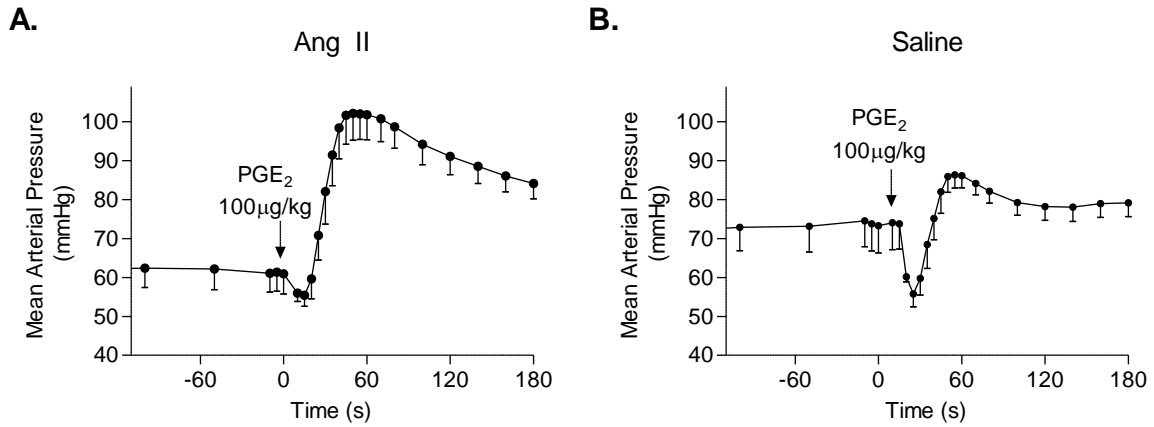 A.
Ang II
Mean Arterial Pressure
(mmHg)
100
90
80
70
60
50
40
PGE2
100μg/kg
-60
0
60
120
180
Time (s)
B.
Saline
Mean Arterial Pressure
(mmHg)
100
90
80
70
60
50
40
PGE2
100μg/kg
-60
0
60
120
180
Time (s)